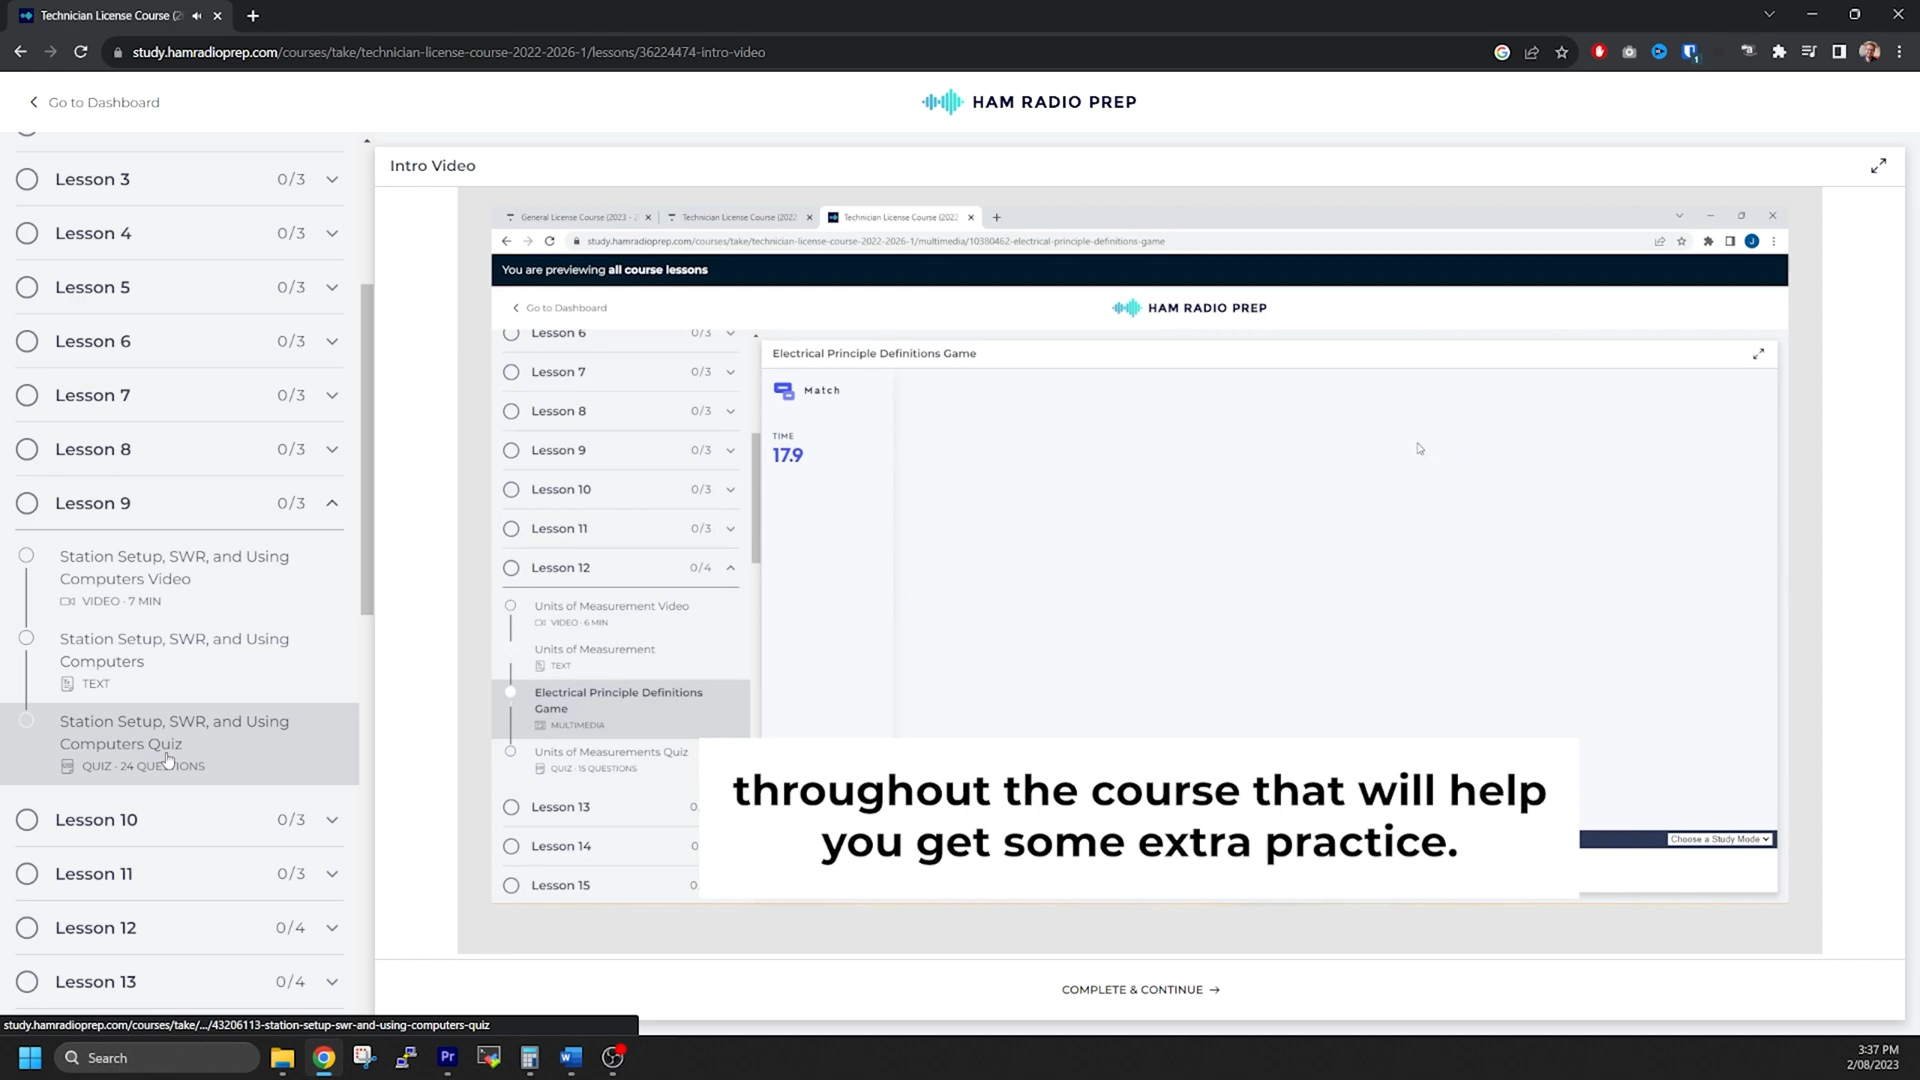 Technician License Course (2
study.hamradioprep.com/courses/take/technician-license-course-2022-2026-1/lessons/36224474-intro-video
Go to Dashboard
HAM RADIO PREP
Lesson 3 0/3
Lesson 4 0/3
Lesson 5 0/3
Lesson 6 0/3
Lesson 7 0/3
Lesson 8 0/3
Lesson 9 0/3
Station Setup, SWR, and Using
Computers Video
VIDEO · 7 MIN
Station Setup, SWR, and Using
Computers
TEXT
Station Setup, SWR, and Using
Computers Quiz
QUIZ · 24 QUESTIONS
Lesson 10 0/3
Lesson 11 0/3
Lesson 12 0/4
Lesson 13 0/4
Intro Video
General License Course (2023 - 2
Technician License Course (2022
Technician License Course (2022
study.hamradioprep.com/courses/take/technician-license-course-2022-2026-1/multimedia/10380462-electrical-principle-definitions-game
You are previewing all course lessons
Go to Dashboard
HAM RADIO PREP
Lesson 6 0/3
Lesson 7 0/3
Lesson 8 0/3
Lesson 9 0/3
Lesson 10 0/3
Lesson 11 0/3
Lesson 12 0/4
Units of Measurement Video
VIDEO · 6 MIN
Units of Measurement
TEXT
Electrical Principle Definitions
Game
MULTIMEDIA
Units of Measurements Quiz
QUIZ · 15 QUESTIONS
Lesson 13 0
Lesson 14 0
Lesson 15 0
Electrical Principle Definitions Game
Match
TIME
17.9
Choose a Study Mode
throughout the course that will help
you get some extra practice.
COMPLETE & CONTINUE →
study.hamradioprep.com/courses/take/.../43206113-station-setup-swr-and-using-computers-quiz
Search
3:37 PM
2/08/2023